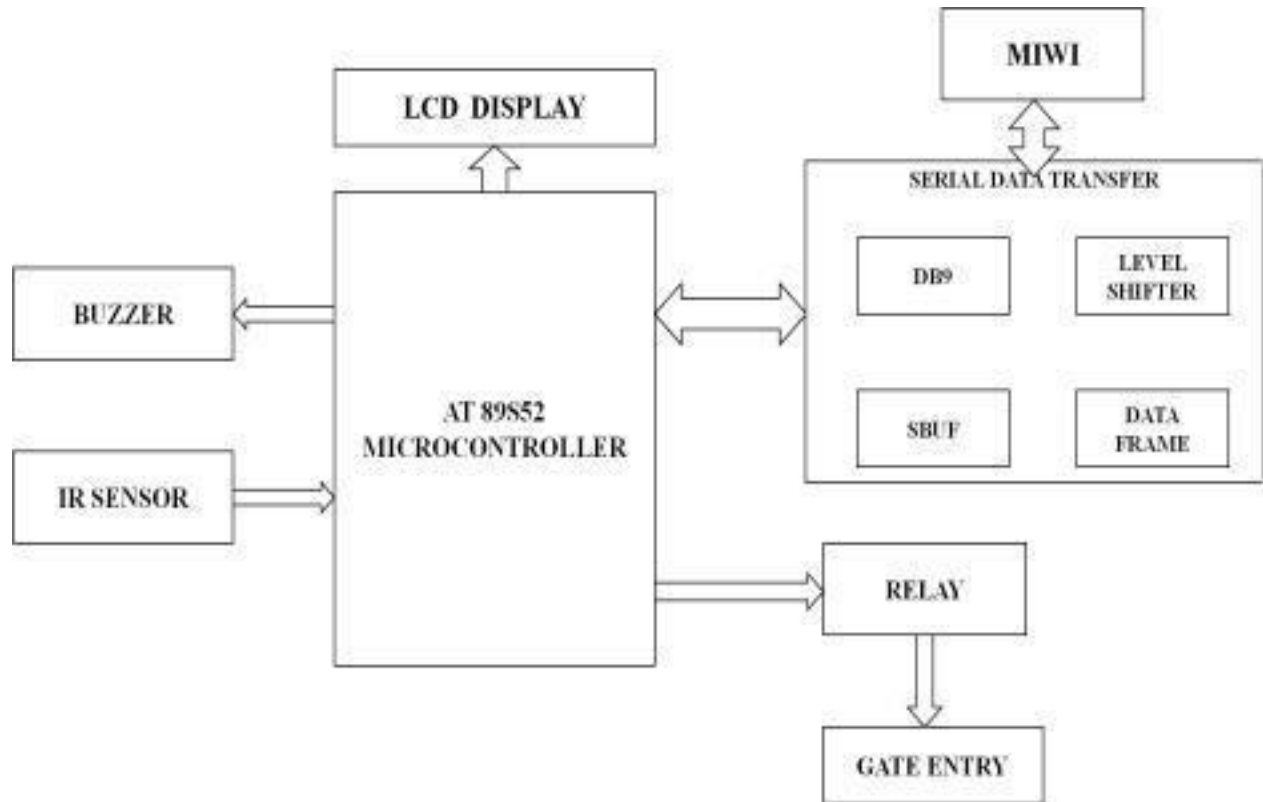 MIWI
LCD DISPLAY
SERIAL DATA TRANSFER
DB9
LEVEL
SHIFTER
BUZZER
AT 89S52
MICROCONTROLLER
SBUF
DATA
FRAME
IR SENSOR
RELAY
GATE ENTRY